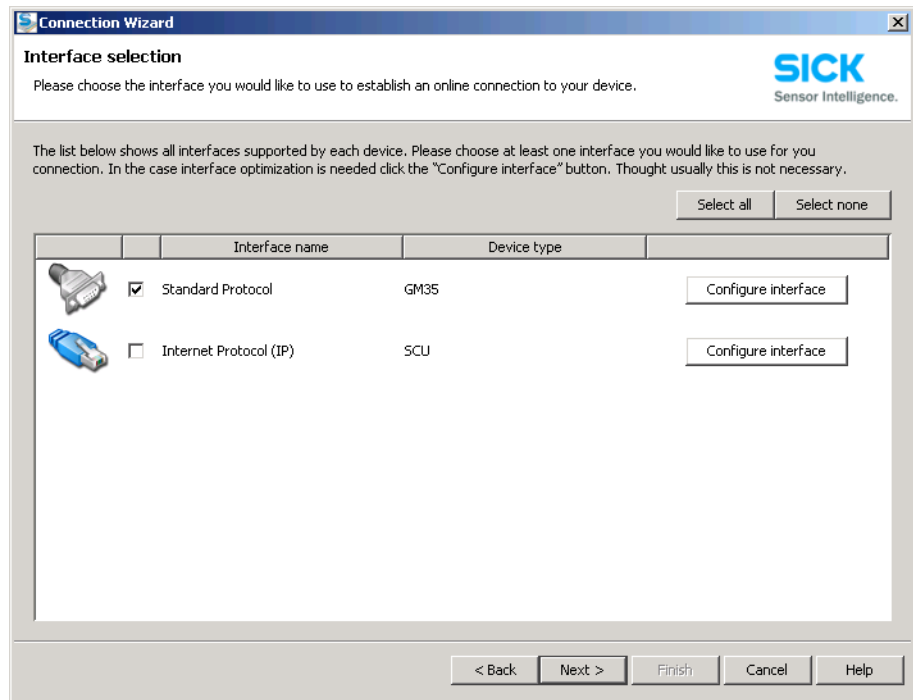 Connection Wizard
Interface selection
Please choose the interface you would like to use to establish an online connection to your device.
SICK
Sensor Intelligence.
The list below shows all interfaces supported by each device. Please choose at least one interface you would like to use for you
connection. In the case interface optimization is needed click the "Configure interface" button. Thought usually this is not necessary.
Select all Select none
Interface name Device type
Standard Protocol GM35 Configure interface
Internet Protocol (IP) SCU Configure interface
< Back Next > Finish Cancel Help